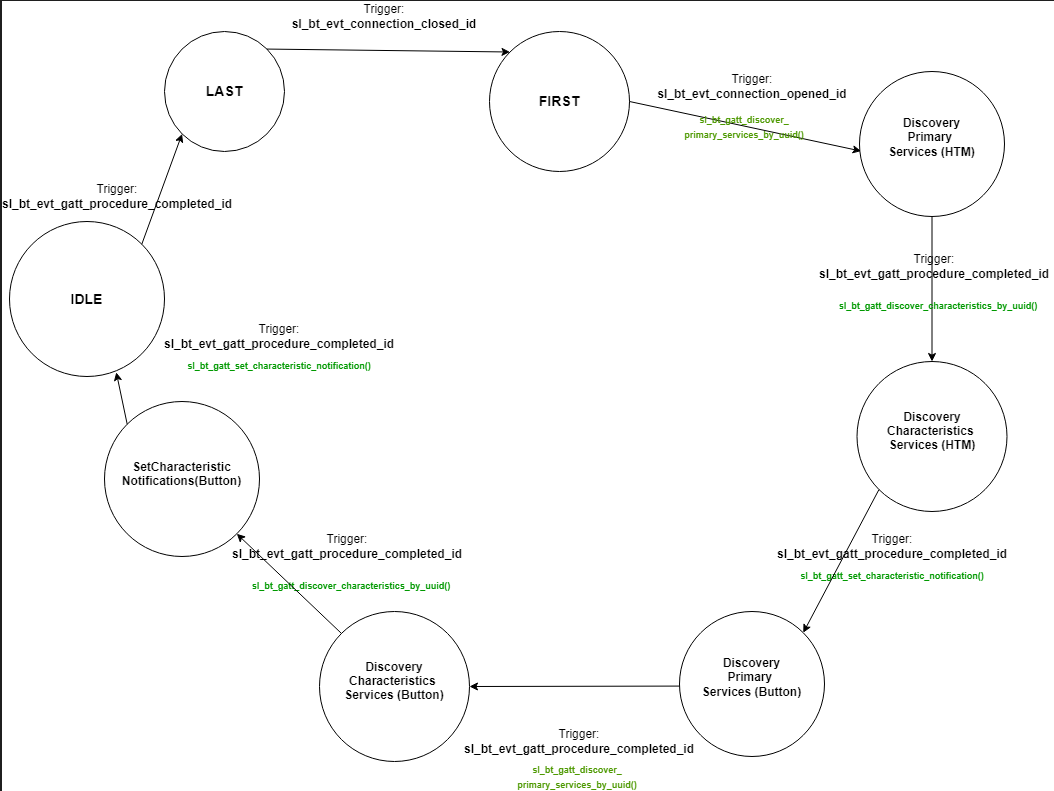 Trigger:
sl_bt_evt_connection_closed_id
LAST
FIRST
Trigger:
sl_bt_evt_connection_opened_id
sl_bt_gatt_discover_
primary_services_by_uuid()
Discovery
Primary
Services (HTM)
Trigger:
sl_bt_evt_gatt_procedure_completed_id
IDLE
Trigger:
sl_bt_evt_gatt_procedure_completed_id
sl_bt_gatt_discover_characteristics_by_uuid()
Trigger:
sl_bt_evt_gatt_procedure_completed_id
sl_bt_gatt_set_characteristic_notification()
Discovery
Characteristics
Services (HTM)
SetCharacteristic
Notifications(Button)
Trigger:
sl_bt_evt_gatt_procedure_completed_id
sl_bt_gatt_discover_characteristics_by_uuid()
Trigger:
sl_bt_evt_gatt_procedure_completed_id
sl_bt_gatt_set_characteristic_notification()
Discovery
Characteristics
Services (Button)
Discovery
Primary
Services (Button)
Trigger:
sl_bt_evt_gatt_procedure_completed_id
sl_bt_gatt_discover_
primary_services_by_uuid()